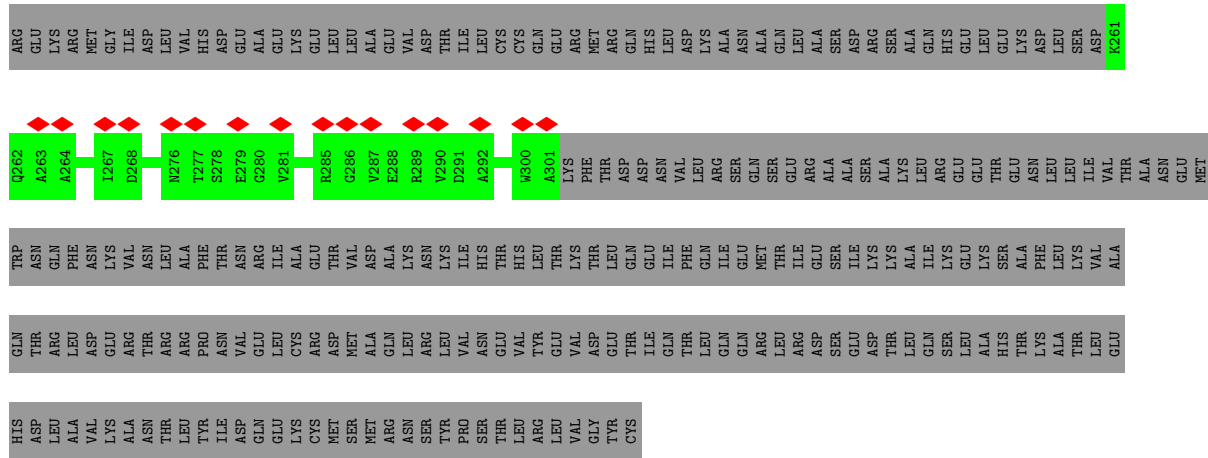 ARG GLU LYS ARG MET GLY ILE ASP LEU VAL HIS ASP GLU ALA GLU LYS GLU LEU LEU ALA GLU VAL ASP THR ILE LEU CYS CYS GLN GLU ARG MET ARG GLN HIS LEU ASP LYS ALA ASN ALA GLN LEU ALA SER ASP ARG SER ALA GLN HIS GLU LEU GLU LYS ASP LEU SER ASP K261
Q262 A263 A264 I267 D268 N276 T277 S278 E279 G280 V281 R285 G286 V287 E288 R289 V290 D291 A292 W300 A301 LYS PHE THR ASP ASP ASN VAL LEU ARG SER GLN SER GLU ARG ALA ALA SER ALA LYS LEU ARG GLU GLU THR GLU ASN LEU LEU ILE VAL THR ALA ASN GLU MET
TRP ASN GLN PHE ASN LYS VAL ASN LEU ALA PHE THR ASN ARG ILE ALA GLU THR VAL ASP ALA LYS ASN LYS ILE HIS THR HIS LEU THR LYS THR LEU GLN GLU ILE PHE GLN ILE GLU MET THR ILE GLU SER ILE LYS LYS ALA ILE LYS GLU LYS SER ALA PHE LEU LYS VAL ALA
GLN THR ARG LEU ASP GLU ARG THR ARG ARG PRO ASN VAL GLU LEU CYS ARG ASP MET ALA GLN LEU ARG LEU VAL ASN GLU VAL TYR GLU VAL ASP GLU THR ILE GLN THR LEU GLN GLN ARG LEU ARG ASP SER GLU ASP THR LEU GLN SER LEU ALA HIS THR LYS ALA THR LEU GLU
HIS ASP LEU ALA VAL LYS ALA ASN THR LEU TYR ILE ASP GLN GLU LYS CYS MET SER MET ARG ASN SER TYR PRO SER THR LEU ARG LEU VAL GLY TYR CYS